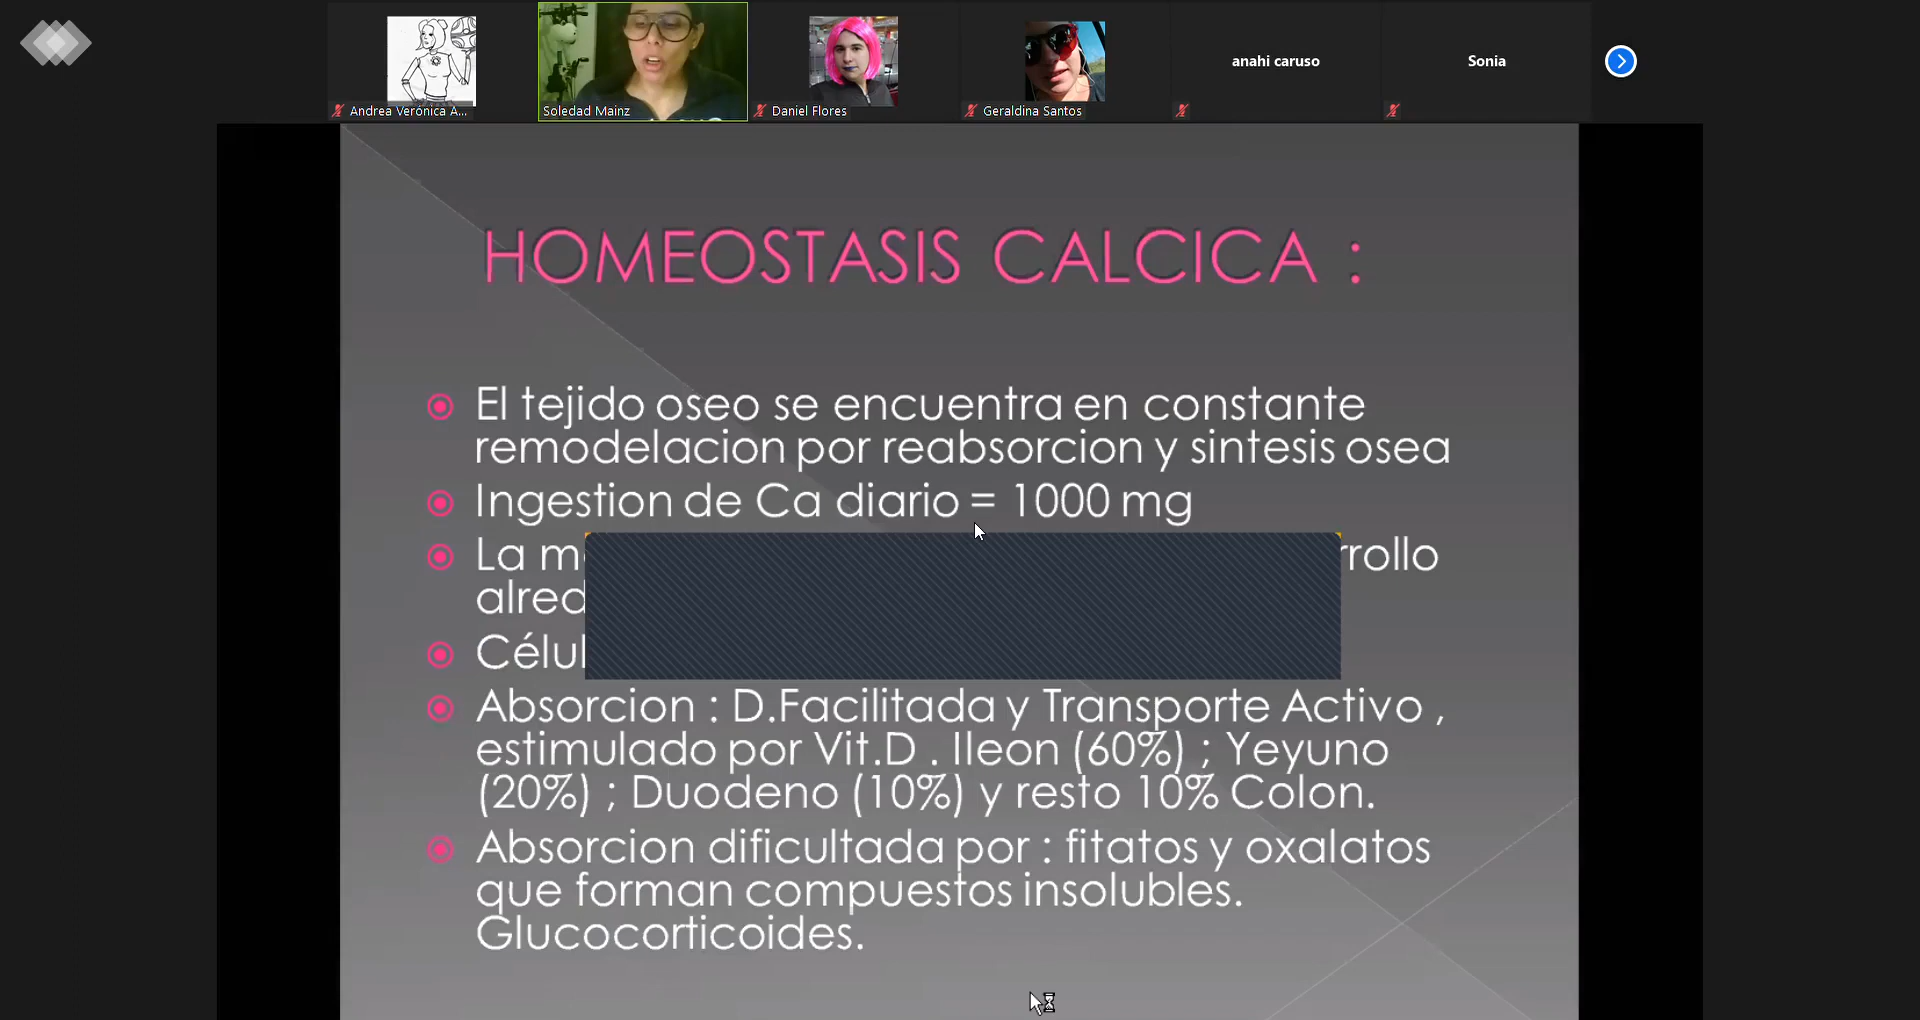 Andrea Verónica A...
Soledad Mainz
Daniel Flores
Geraldina Santos
anahi caruso
Sonia
HOMEOSTASIS CALCICA :
El tejido oseo se encuentra en constante
remodelacion por reabsorcion y sintesis osea
Ingestion de Ca diario = 1000 mg
La
Absorcion : D.Facilitada y Transporte Activo ,
estimulado por Vit.D . Ileon (60%) ; Yeyuno
(20%) ; Duodeno (10%) y resto 10% Colon.
Absorcion dificultada por : fitatos y oxalatos
que forman compuestos insolubles.
Glucocorticoides.